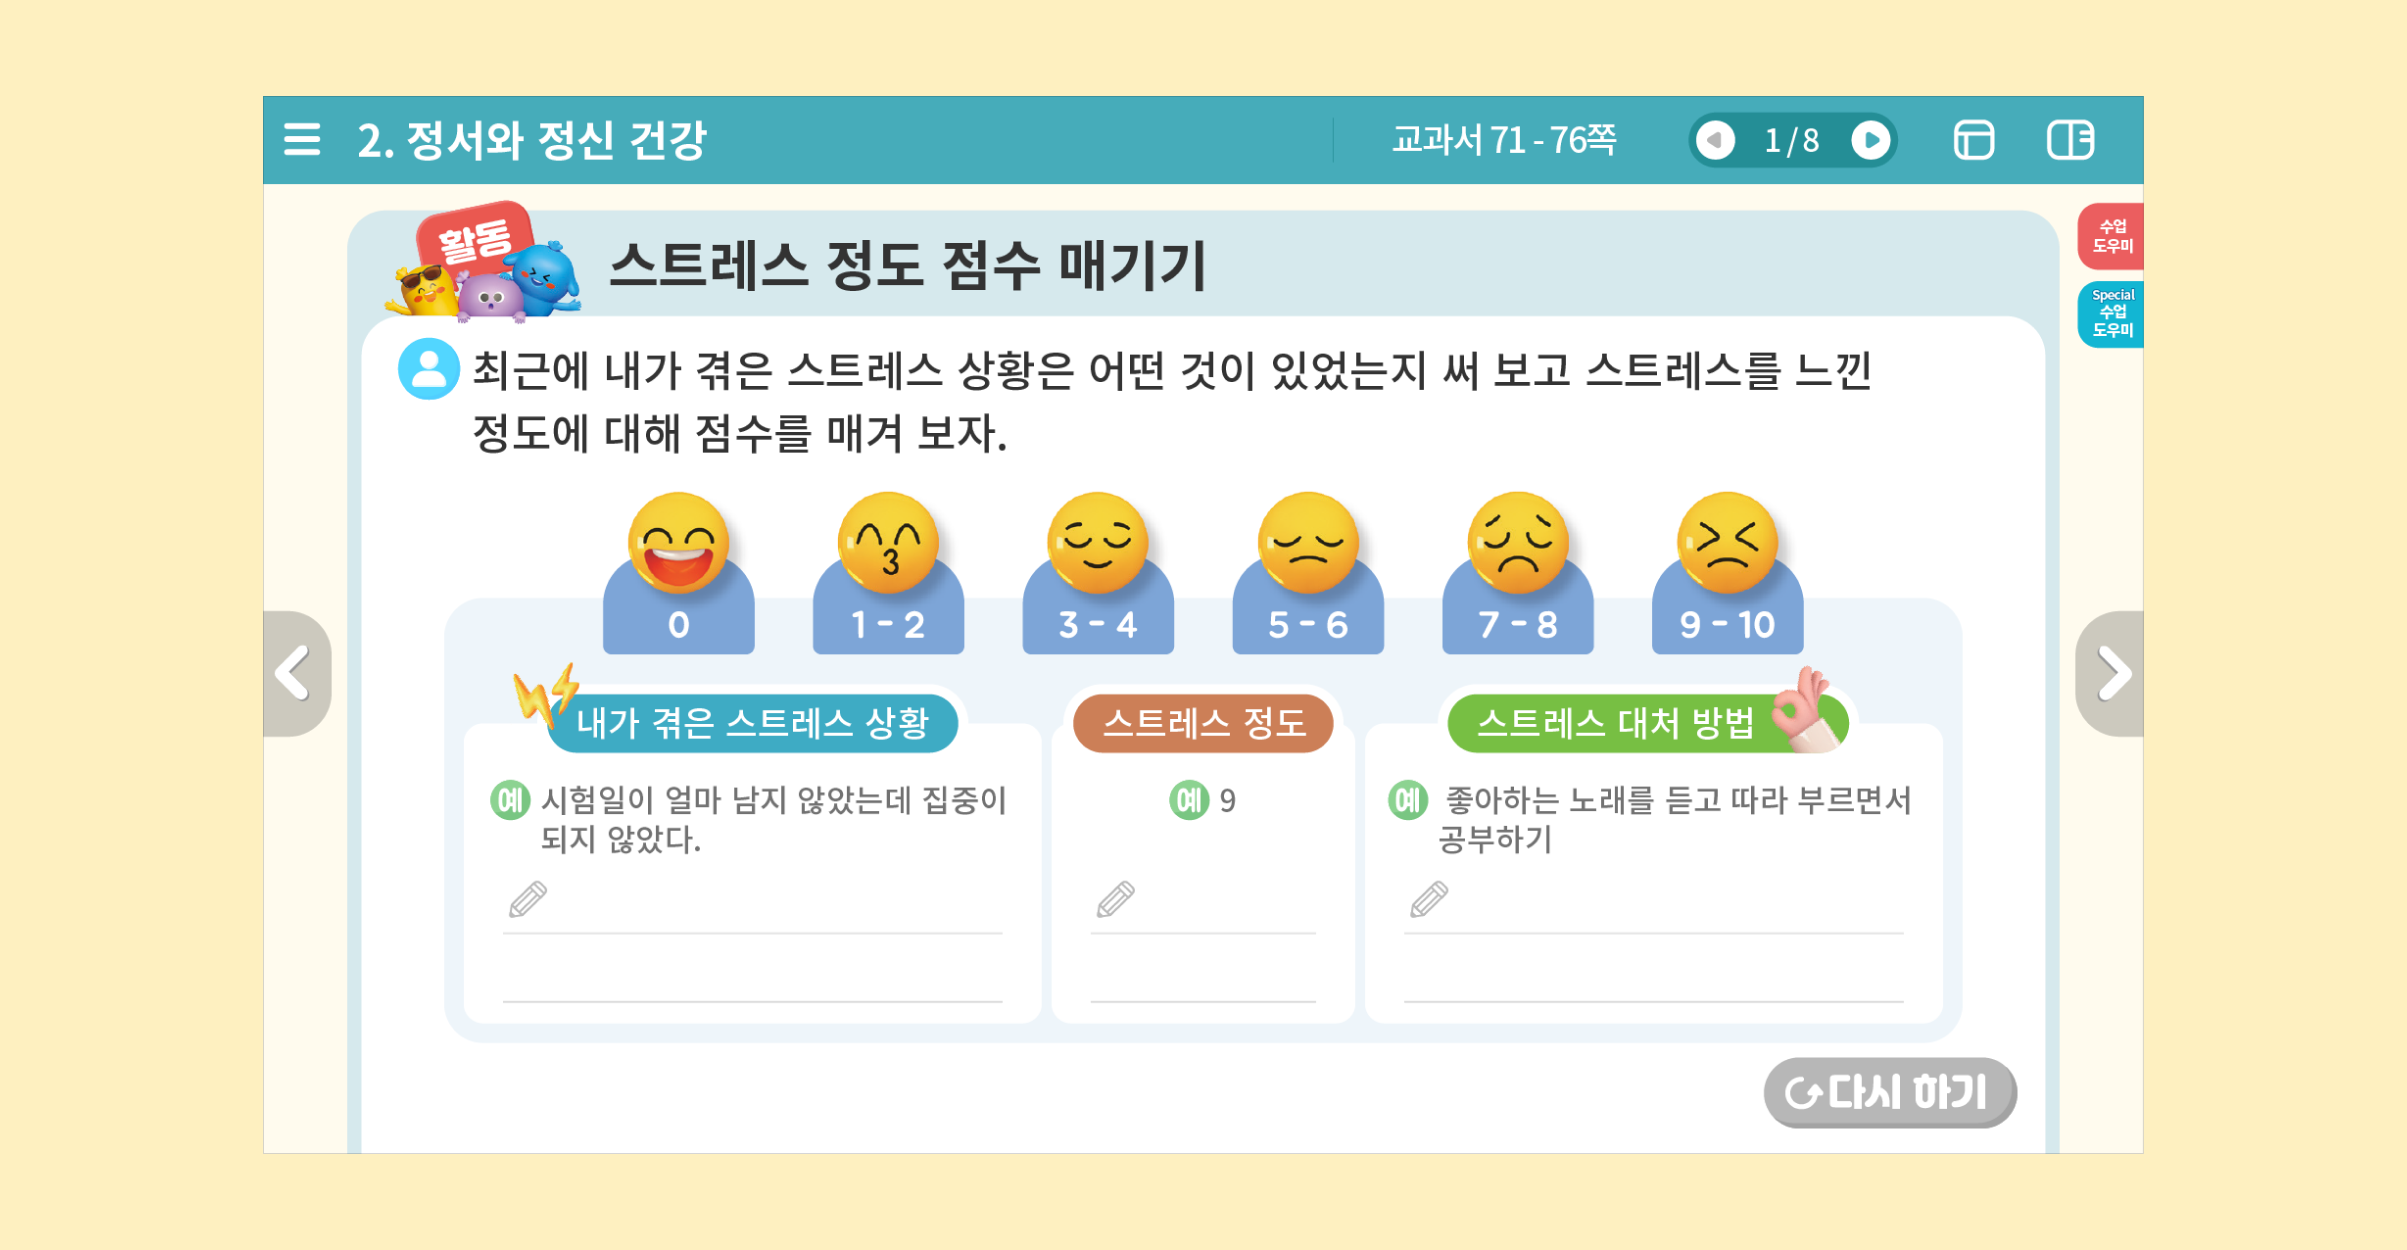 2. 정서와 정신 건강
교과서 71 - 76쪽
1 / 8
수업
도우미
Special
수업
도우미
활동
스트레스 정도 점수 매기기
최근에 내가 겪은 스트레스 상황은 어떤 것이 있었는지 써 보고 스트레스를 느낀
정도에 대해 점수를 매겨 보자.
0
1 - 2
3 - 4
5 - 6
7 - 8
9 - 10
내가 겪은 스트레스 상황
예 시험일이 얼마 남지 않았는데 집중이
되지 않았다.
스트레스 정도
예 9
스트레스 대처 방법
예 좋아하는 노래를 듣고 따라 부르면서
공부하기
다시 하기